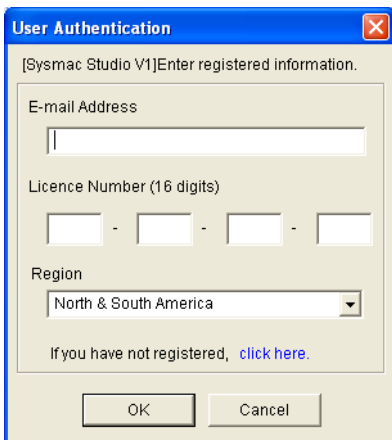 User Authentication
[Sysmac Studio V1]Enter registered information.
E-mail Address
Licence Number (16 digits)
- - -
Region
North & South America
If you have not registered, click here.
OK Cancel